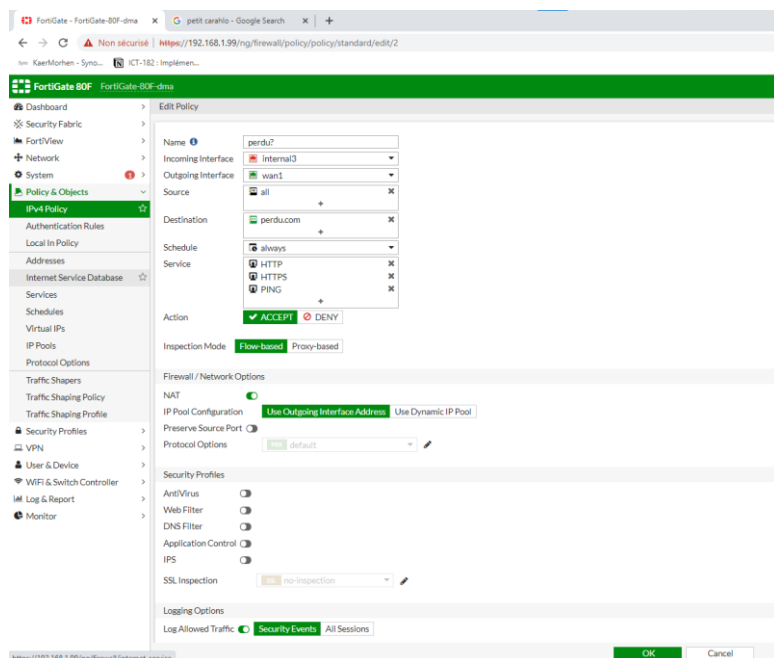 FortiGate - FortiGate-80F-dma × petit carahlo - Google Search × +
Non sécurisé https://192.168.1.99/ng/firewall/policy/policy/standard/edit/2
KaerMorhen - Syno... ICT-182 : Implémen...
FortiGate 80F FortiGate-80F-dma
Dashboard
Security Fabric
FortiView
Network
System 1
Policy & Objects
IPv4 Policy
Authentication Rules
Local In Policy
Addresses
Internet Service Database
Services
Schedules
Virtual IPs
IP Pools
Protocol Options
Traffic Shapers
Traffic Shaping Policy
Traffic Shaping Profile
Security Profiles
VPN
User & Device
WiFi & Switch Controller
Log & Report
Monitor
Edit Policy
Name perdu?
Incoming Interface internal3
Outgoing Interface wan1
Source all
+
Destination perdu.com
+
Schedule always
Service HTTP
HTTPS
PING
+
Action ACCEPT DENY
Inspection Mode Flow-based Proxy-based
Firewall / Network Options
NAT
IP Pool Configuration Use Outgoing Interface Address Use Dynamic IP Pool
Preserve Source Port
Protocol Options default
Security Profiles
AntiVirus
Web Filter
DNS Filter
Application Control
IPS
SSL Inspection no-inspection
Logging Options
Log Allowed Traffic Security Events All Sessions
OK Cancel